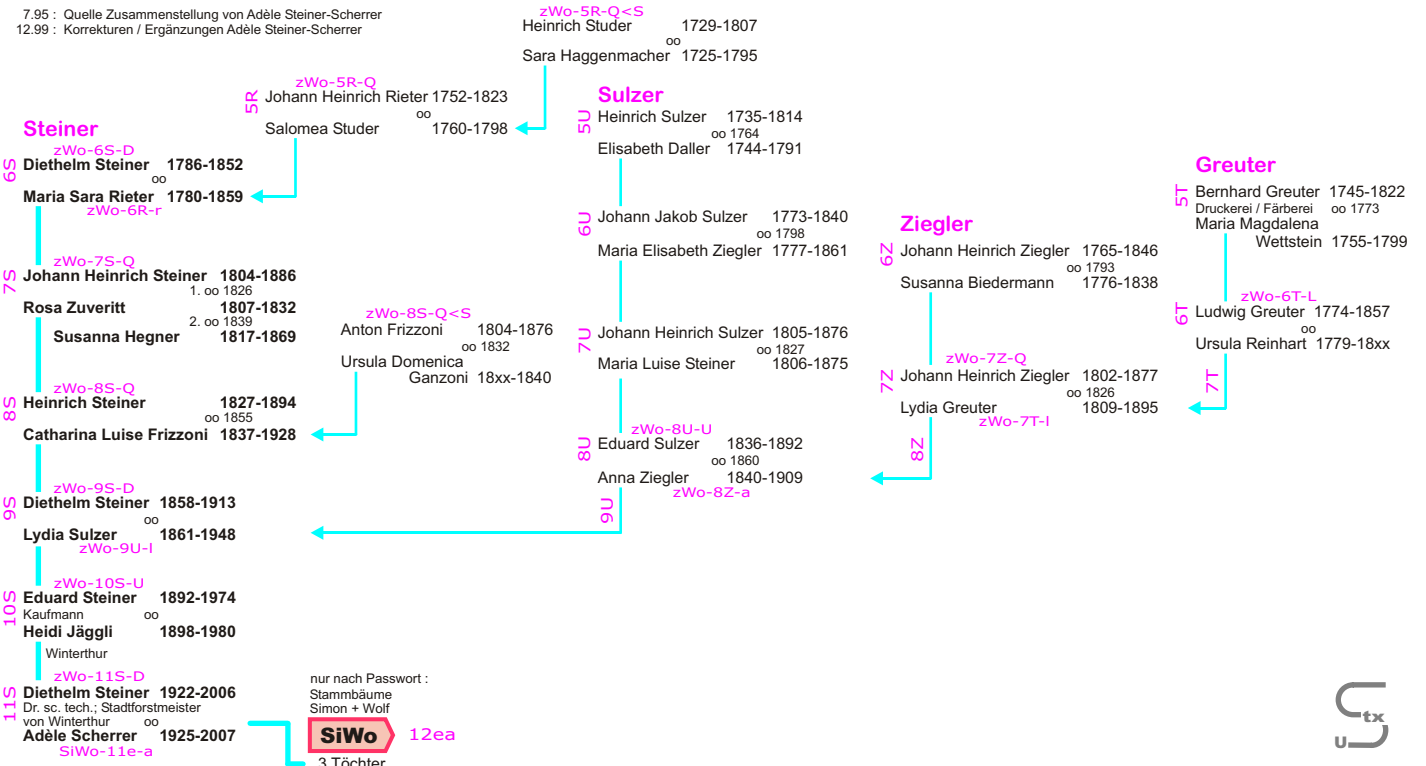 7.95 : Quelle Zusammenstellung von Adèle Steiner-Scherrer
12.99 : Korrekturen / Ergänzungen Adèle Steiner-Scherrer
zWo-5R-Q<S
Heinrich Studer 1729-1807
oo
Sara Haggenmacher 1725-1795
5R
zWo-5R-Q
Johann Heinrich Rieter 1752-1823
oo
Salomea Studer 1760-1798
Steiner
6S
zWo-6S-D
Diethelm Steiner 1786-1852
oo
Maria Sara Rieter 1780-1859
zWo-6R-r
7S
zWo-7S-Q
Johann Heinrich Steiner 1804-1886
1. oo 1826
Rosa Zuveritt 1807-1832
2. oo 1839
Susanna Hegner 1817-1869
zWo-8S-Q<S
Anton Frizzoni 1804-1876
oo 1832
Ursula Domenica
Ganzoni 18xx-1840
8S
zWo-8S-Q
Heinrich Steiner 1827-1894
oo 1855
Catharina Luise Frizzoni 1837-1928
9S
zWo-9S-D
Diethelm Steiner 1858-1913
oo
Lydia Sulzer 1861-1948
zWo-9U-l
10S
zWo-10S-U
Eduard Steiner 1892-1974
Kaufmann oo
Heidi Jäggli 1898-1980
Winterthur
11S
zWo-11S-D
Diethelm Steiner 1922-2006
Dr. sc. tech.; Stadtforstmeister
von Winterthur oo
Adèle Scherrer 1925-2007
SiWo-11e-a
nur nach Passwort :
Stammbäume
Simon + Wolf
SiWo 12ea
3 Töchter
Sulzer
5U
Heinrich Sulzer 1735-1814
oo 1764
Elisabeth Daller 1744-1791
6U
Johann Jakob Sulzer 1773-1840
oo 1798
Maria Elisabeth Ziegler 1777-1861
7U
Johann Heinrich Sulzer 1805-1876
oo 1827
Maria Luise Steiner 1806-1875
8U
zWo-8U-U
Eduard Sulzer 1836-1892
oo 1860
Anna Ziegler 1840-1909
zWo-8Z-a
9U
Ziegler
6Z
Johann Heinrich Ziegler 1765-1846
oo 1793
Susanna Biedermann 1776-1838
7Z
zWo-7Z-Q
Johann Heinrich Ziegler 1802-1877
oo 1826
Lydia Greuter 1809-1895
zWo-7T-l
8Z
Greuter
5T
Bernhard Greuter 1745-1822
Druckerei / Färberei oo 1773
Maria Magdalena
Wettstein 1755-1799
6T
zWo-6T-L
Ludwig Greuter 1774-1857
oo
Ursula Reinhart 1779-18xx
7T
tx
U